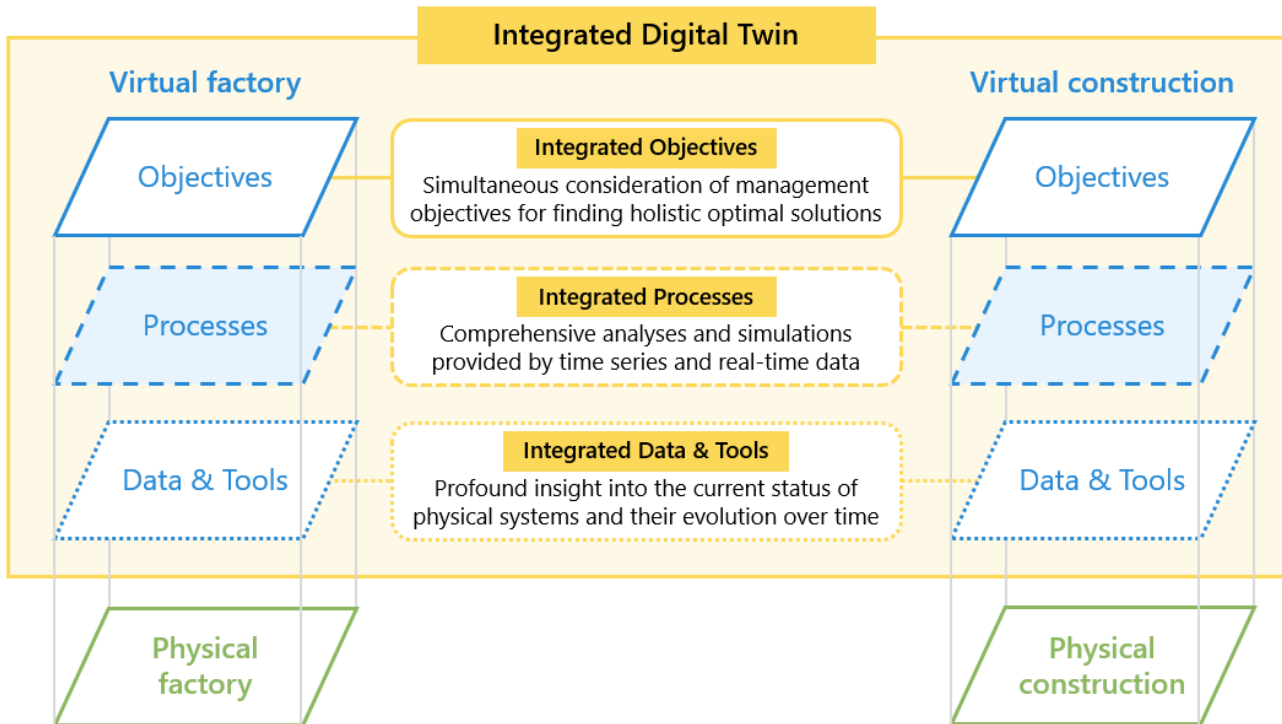 Integrated Digital Twin
Virtual factory
Virtual construction
Objectives
Integrated Objectives
Simultaneous consideration of management
objectives for finding holistic optimal solutions
Objectives
Processes
Integrated Processes
Comprehensive analyses and simulations
provided by time series and real-time data
Processes
Data & Tools
Integrated Data & Tools
Profound insight into the current status of
physical systems and their evolution over time
Data & Tools
Physical
factory
Physical
construction